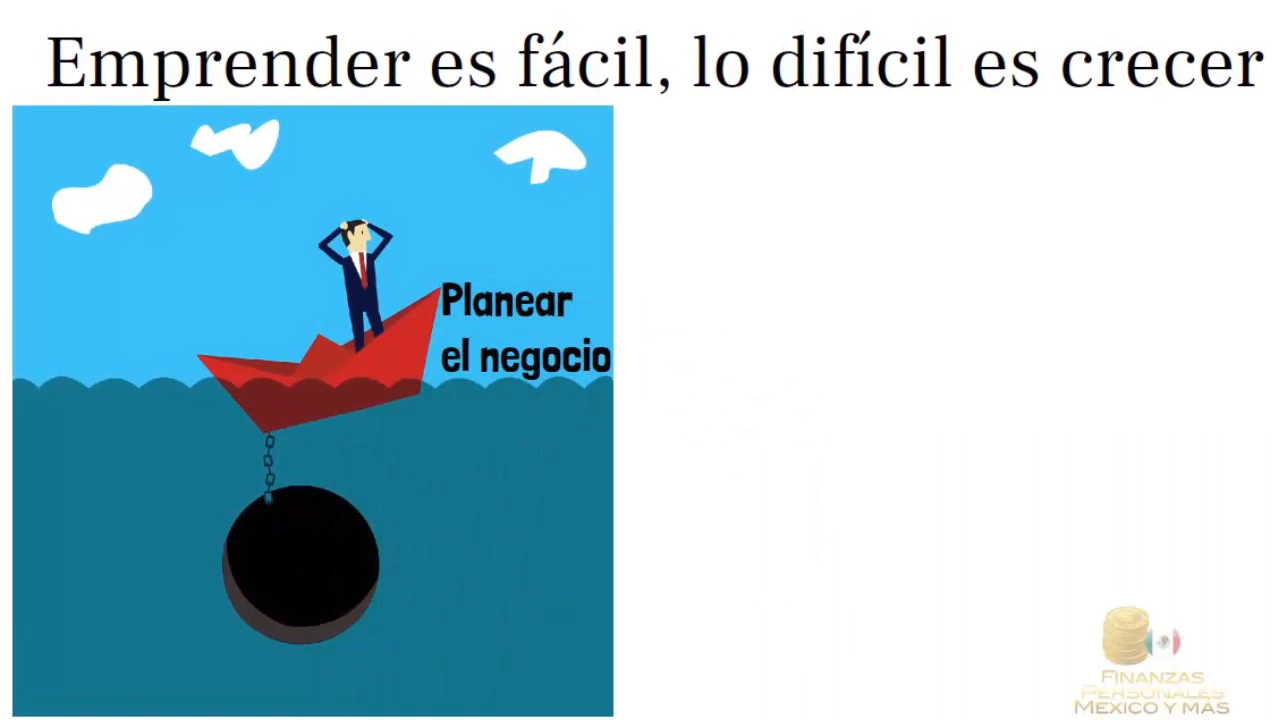 Emprender es fácil, lo difícil es crecer
Planear
el negocio
FINANZAS
PERSONALES
MEXICO Y MÁS